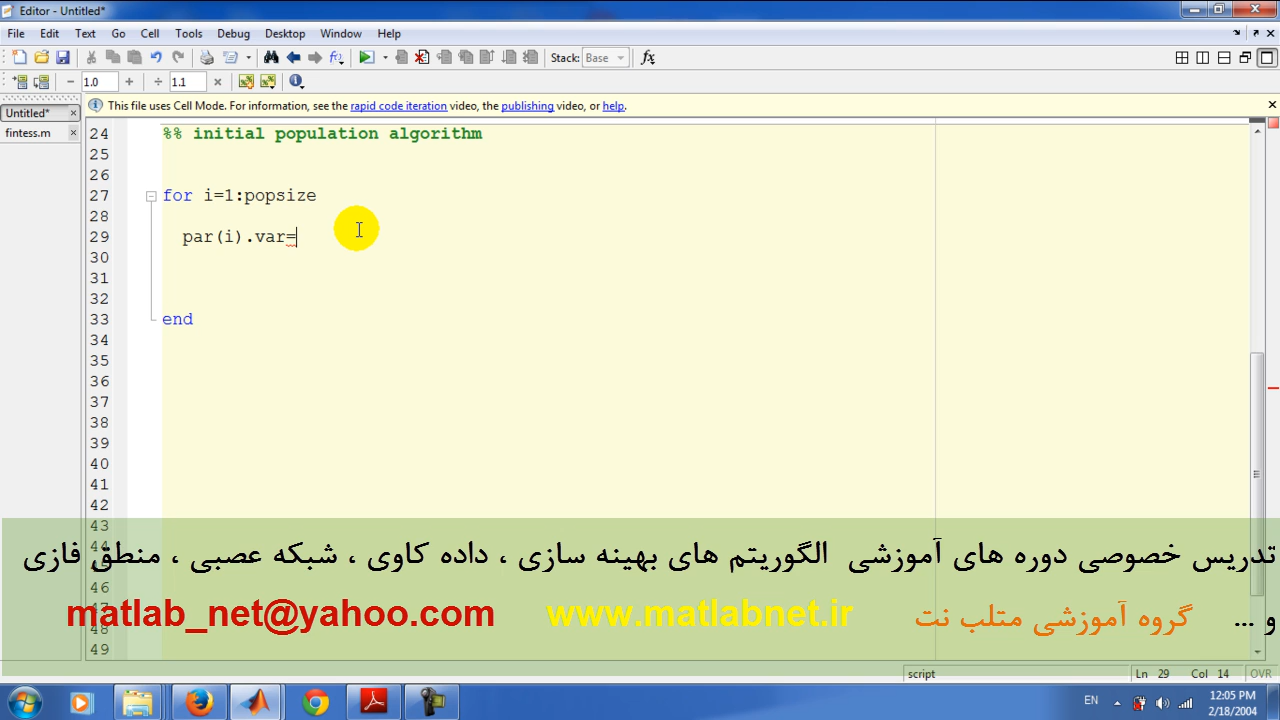 Editor - Untitled*
File Edit Text Go Cell Tools Debug Desktop Window Help
Stack: Base fx
1.0 1.1
This file uses Cell Mode. For information, see the rapid code iteration video, the publishing video, or help.
Untitled*
fintess.m
24 %% initial population algorithm
25
26
27 for i=1:popsize
28
29 par(i).var=
30
31
32
33 end
34
35
36
37
38
39
40
41
42
43
44
46
48
49
تدریس خصوصی دوره های آموزشی الگوریتم های بهینه سازی ، داده کاوی ، شبکه عصبی ، منطق فازی
و ... گروه آموزشی متلب نت www.matlabnet.ir matlab_net@yahoo.com
script Ln 29 Col 14 OVR
EN 12:05 PM
2/18/2004